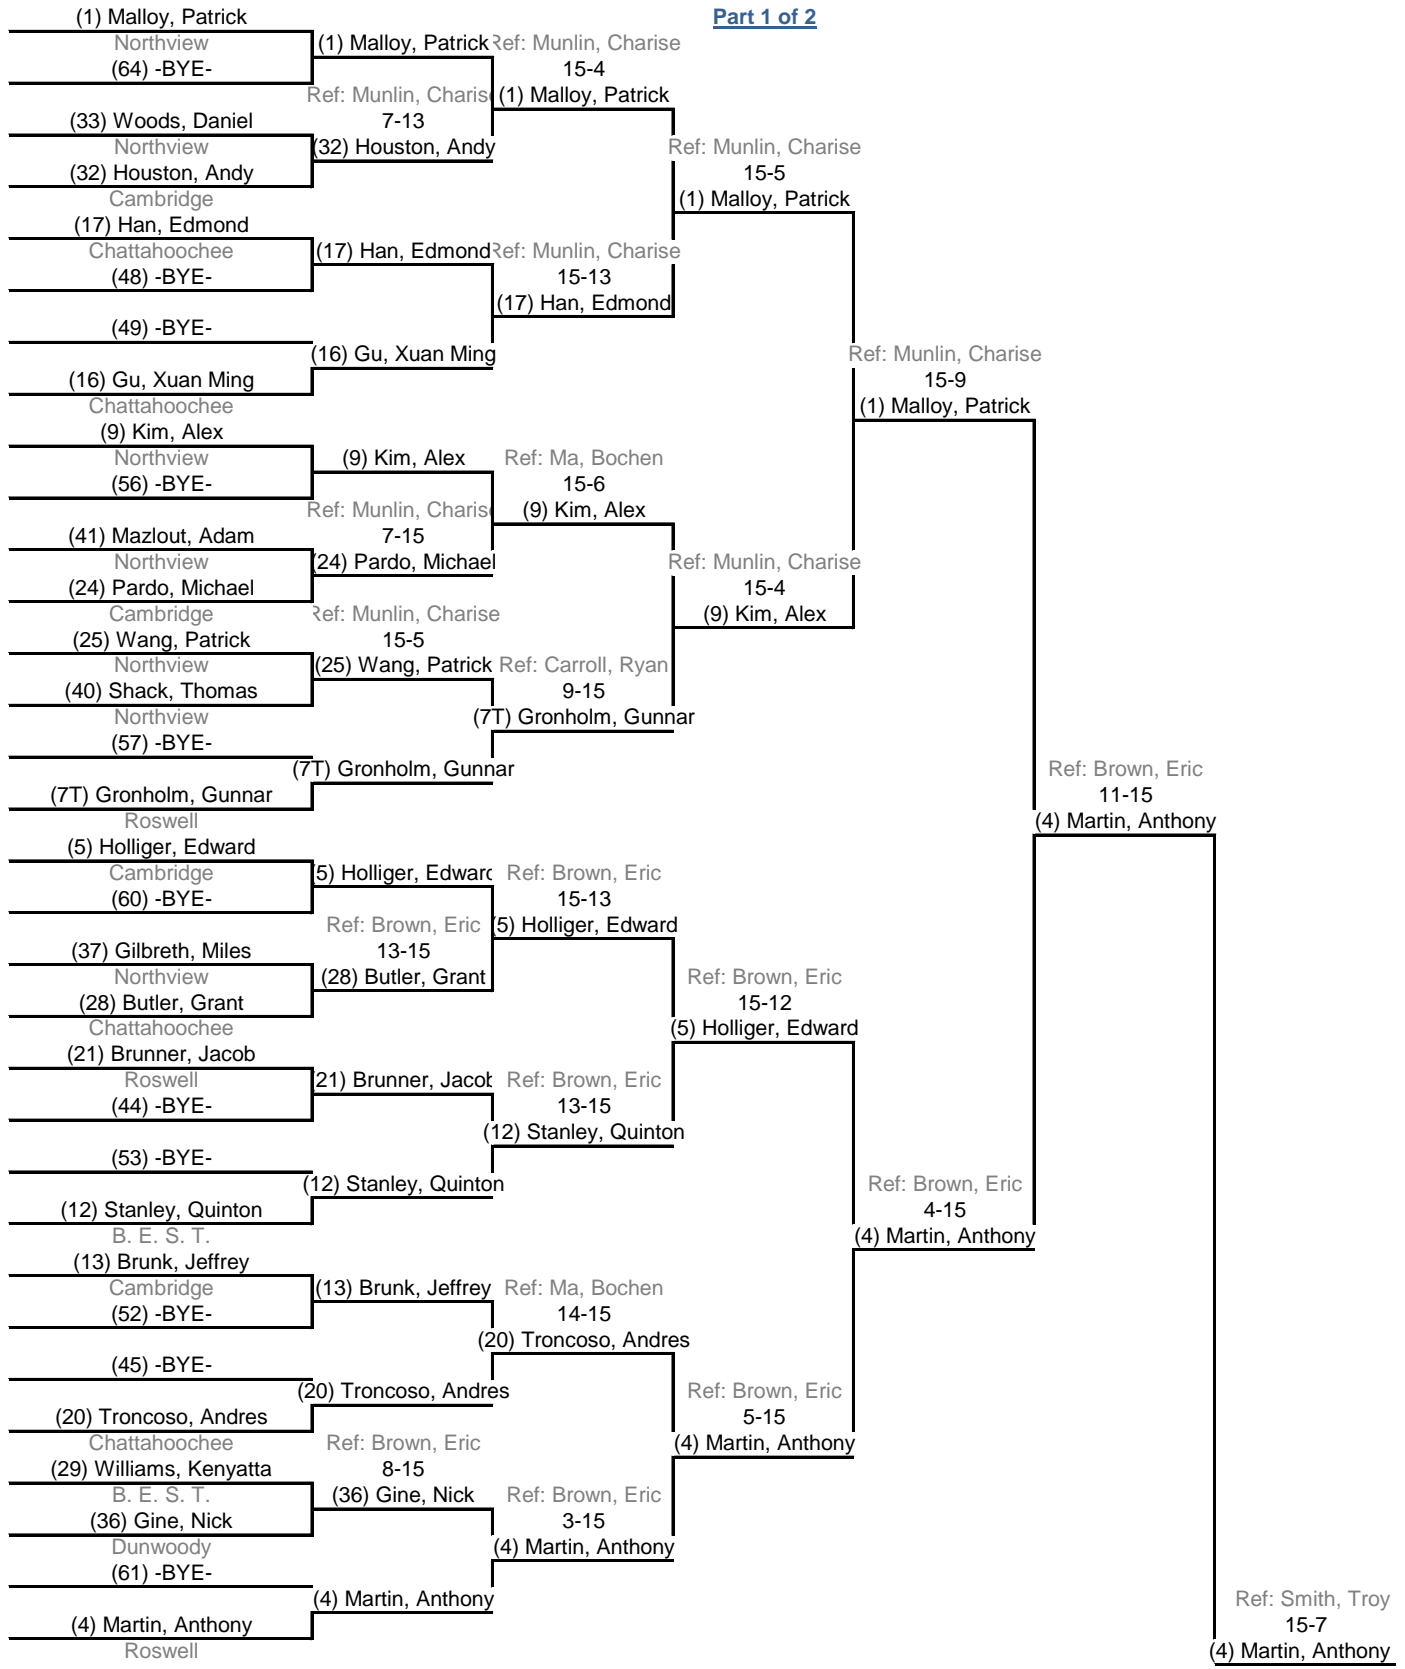 (1) Malloy, Patrick
Part 1 of 2
Northview
(1) Malloy, Patrick
Ref: Munlin, Charise
(64) -BYE-
15-4
Ref: Munlin, Charise
(1) Malloy, Patrick
(33) Woods, Daniel
7-13
Northview
(32) Houston, Andy
Ref: Munlin, Charise
(32) Houston, Andy
15-5
Cambridge
(1) Malloy, Patrick
(17) Han, Edmond
Chattahoochee
(17) Han, Edmond
Ref: Munlin, Charise
(48) -BYE-
15-13
(17) Han, Edmond
(49) -BYE-
(16) Gu, Xuan Ming
Ref: Munlin, Charise
(16) Gu, Xuan Ming
15-9
Chattahoochee
(1) Malloy, Patrick
(9) Kim, Alex
Northview
(9) Kim, Alex
Ref: Ma, Bochen
(56) -BYE-
15-6
Ref: Munlin, Charis
(9) Kim, Alex
(41) Mazlout, Adam
7-15
Northview
(24) Pardo, Michael
Ref: Munlin, Charise
(24) Pardo, Michael
15-4
Cambridge
Ref: Munlin, Charise
(9) Kim, Alex
(25) Wang, Patrick
15-5
Northview
(25) Wang, Patrick
Ref: Carroll, Ryan
(40) Shack, Thomas
9-15
Northview
(7T) Gronholm, Gunnar
(57) -BYE-
(7T) Gronholm, Gunnar
Ref: Brown, Eric
(7T) Gronholm, Gunnar
11-15
Roswell
(4) Martin, Anthony
(5) Holliger, Edward
Cambridge
(5) Holliger, Edward
Ref: Brown, Eric
(60) -BYE-
15-13
Ref: Brown, Eric
(5) Holliger, Edward
(37) Gilbreth, Miles
13-15
Northview
(28) Butler, Grant
Ref: Brown, Eric
(28) Butler, Grant
15-12
Chattahoochee
(5) Holliger, Edward
(21) Brunner, Jacob
Roswell
(21) Brunner, Jacob
Ref: Brown, Eric
(44) -BYE-
13-15
(12) Stanley, Quinton
(53) -BYE-
(12) Stanley, Quinton
Ref: Brown, Eric
(12) Stanley, Quinton
4-15
B. E. S. T.
(4) Martin, Anthony
(13) Brunk, Jeffrey
Cambridge
(13) Brunk, Jeffrey
Ref: Ma, Bochen
(52) -BYE-
14-15
(20) Troncoso, Andres
(45) -BYE-
(20) Troncoso, Andres
Ref: Brown, Eric
(20) Troncoso, Andres
5-15
Chattahoochee
Ref: Brown, Eric
(4) Martin, Anthony
(29) Williams, Kenyatta
8-15
B. E. S. T.
(36) Gine, Nick
Ref: Brown, Eric
(36) Gine, Nick
3-15
Dunwoody
(4) Martin, Anthony
(61) -BYE-
(4) Martin, Anthony
Ref: Smith, Troy
(4) Martin, Anthony
15-7
Roswell
(4) Martin, Anthony